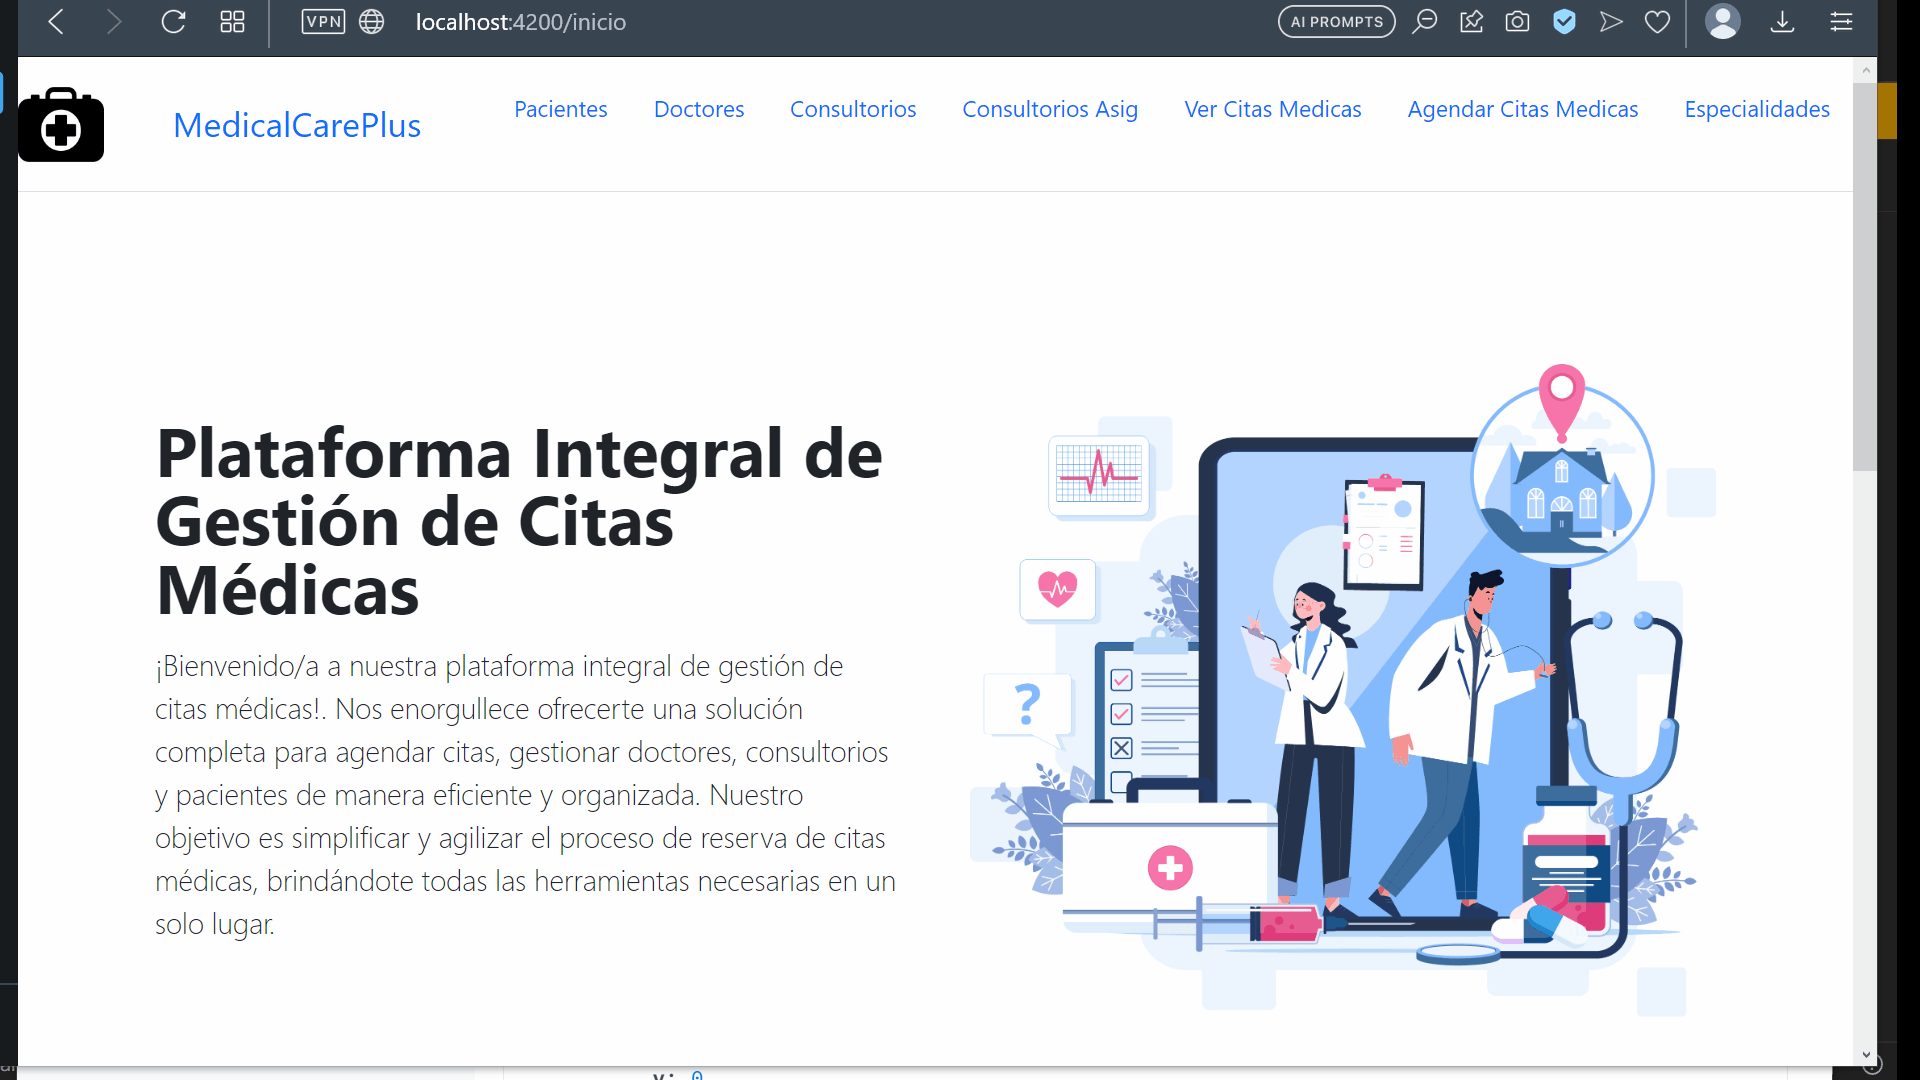 VPN
localhost:4200/inicio
AI PROMPTS
MedicalCarePlus
Pacientes
Doctores
Consultorios
Consultorios Asig
Ver Citas Medicas
Agendar Citas Medicas
Especialidades
Plataforma Integral de
Gestión de Citas
Médicas
¡Bienvenido/a a nuestra plataforma integral de gestión de
citas médicas!. Nos enorgullece ofrecerte una solución
completa para agendar citas, gestionar doctores, consultorios
y pacientes de manera eficiente y organizada. Nuestro
objetivo es simplificar y agilizar el proceso de reserva de citas
médicas, brindándote todas las herramientas necesarias en un
solo lugar.
?